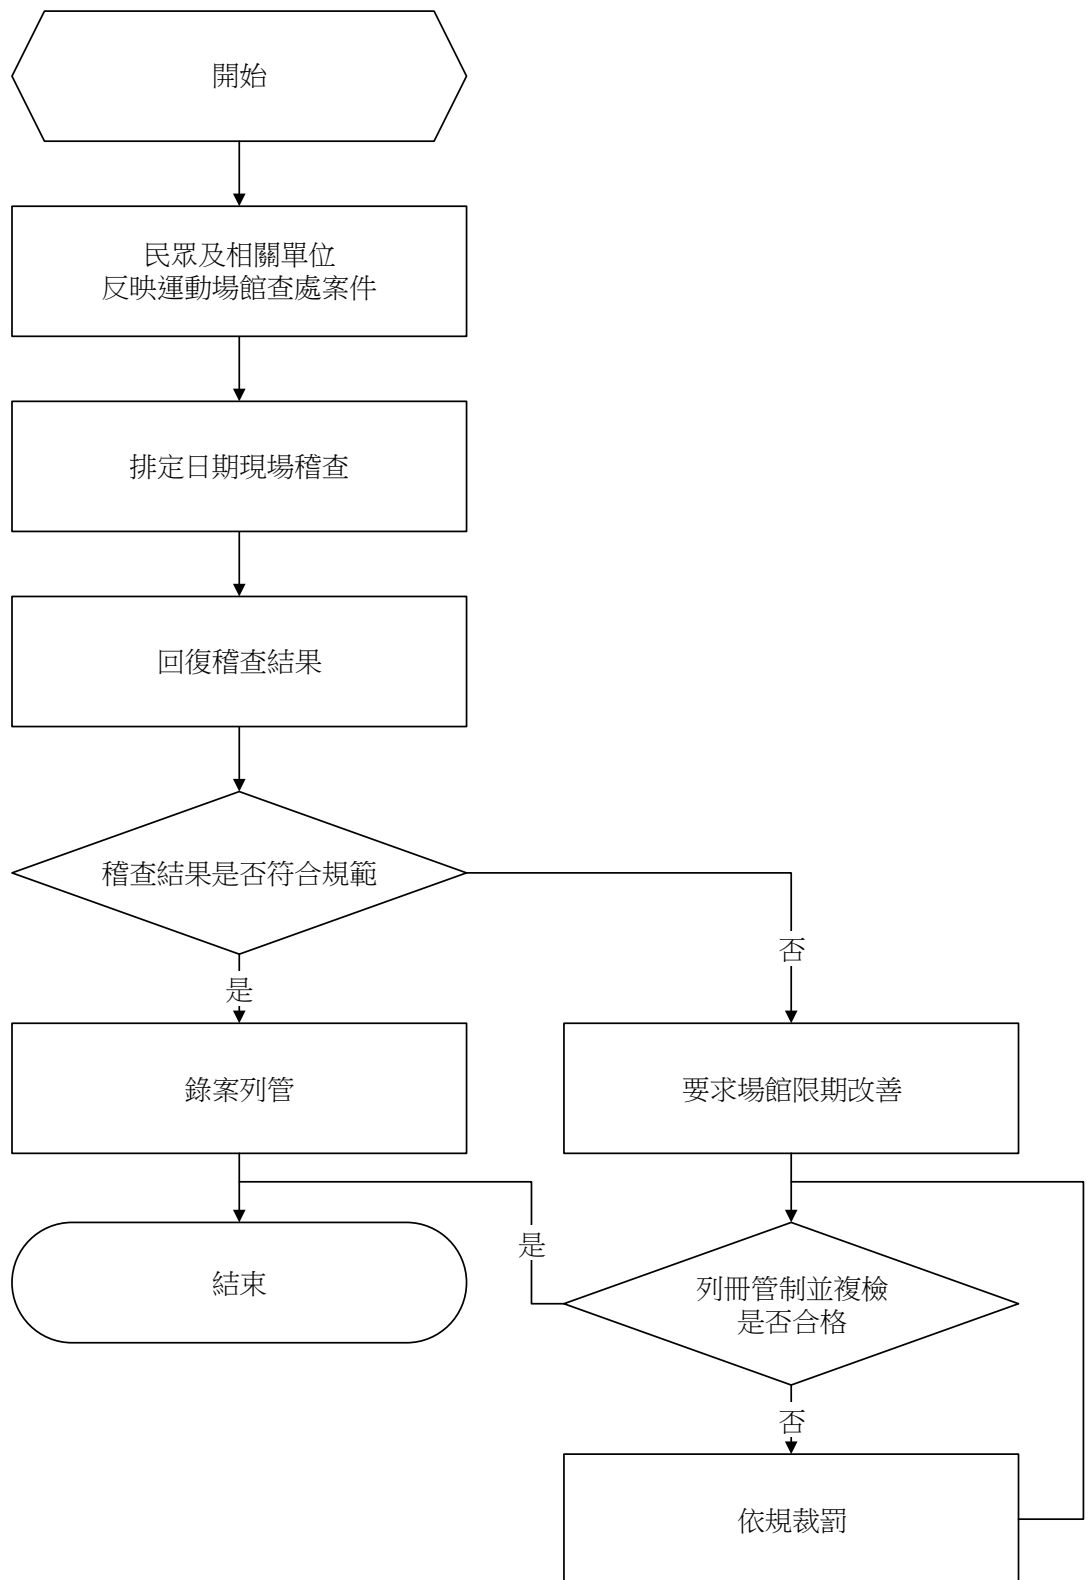 開始
民眾及相關單位
反映運動場館查處案件
排定日期現場稽查
回復稽查結果
稽查結果是否符合規範
否
是
錄案列管
要求場館限期改善
是
結束
列冊管制並複檢
是否合格
否
依規裁罰